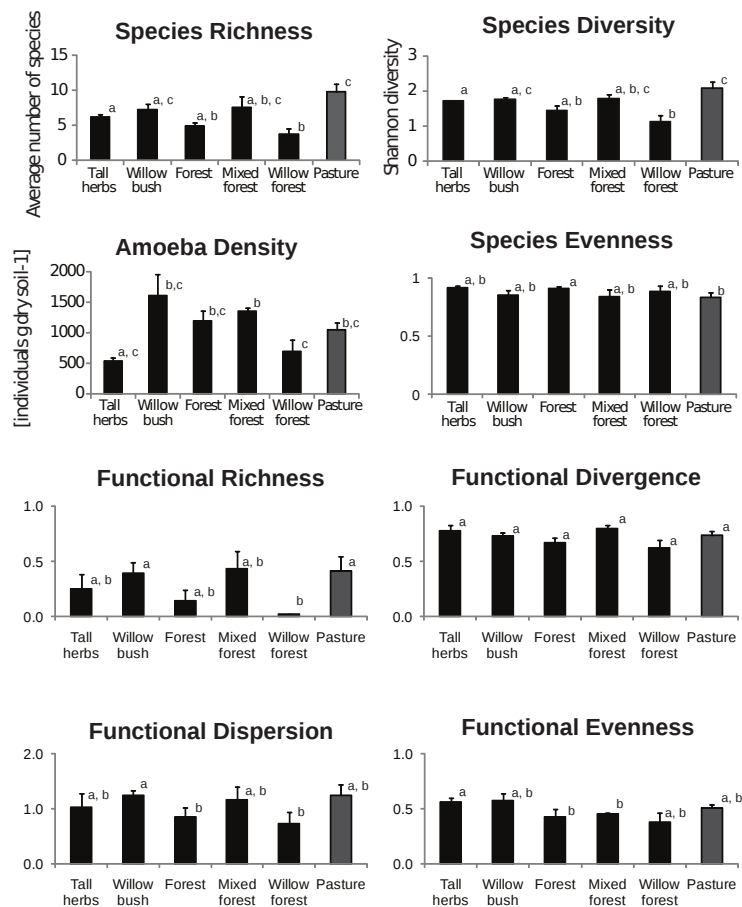 Species Richness
Average number of species
15
10
5
0
a
a, c
a, b
a, b, c
b
c
Tall herbs
Willow bush
Forest
Mixed forest
Willow forest
Pasture
Species Diversity
Shannon diversity
3
2
1
0
a
a, c
a, b
a, b, c
b
c
Tall herbs
Willow bush
Forest
Mixed forest
Willow forest
Pasture
Amoeba Density
[individuals g dry soil-1]
2000
1500
1000
500
0
a, c
b,c
b,c
b
c
b,c
Tall herbs
Willow bush
Forest
Mixed forest
Willow forest
Pasture
Species Evenness
1
0.5
0
a, b
a, b
a
a, b
a, b
b
Tall herbs
Willow bush
Forest
Mixed forest
Willow forest
Pasture
Functional Richness
1.0
0.5
0.0
a, b
a
a, b
a, b
b
a
Tall herbs
Willow bush
Forest
Mixed forest
Willow forest
Pasture
Functional Divergence
1.0
0.5
0.0
a
a
a
a
a
a
Tall herbs
Willow bush
Forest
Mixed forest
Willow forest
Pasture
Functional Dispersion
2.0
1.0
0.0
a, b
a
b
a, b
b
a, b
Tall herbs
Willow bush
Forest
Mixed forest
Willow forest
Pasture
Functional Evenness
1.0
0.5
0.0
a
a, b
b
b
a, b
a, b
Tall herbs
Willow bush
Forest
Mixed forest
Willow forest
Pasture